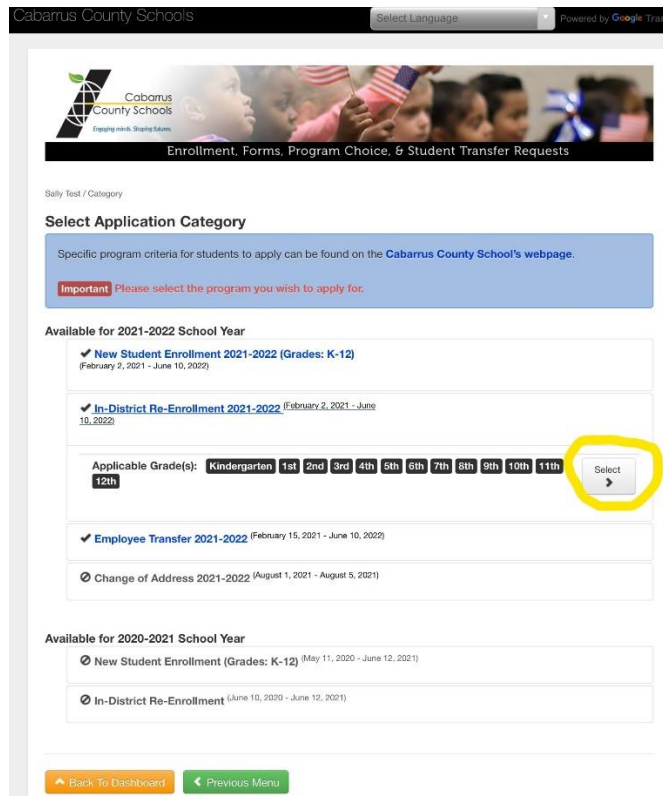 Cabarrus County Schools
Select Language
Powered by Google Tra
Cabarrus
County Schools
Engaging minds. Shaping futures.
Enrollment, Forms, Program Choice, & Student Transfer Requests
Sally Test / Category
Select Application Category
Specific program criteria for students to apply can be found on the Cabarrus County School's webpage.
Important Please select the program you wish to apply for.
Available for 2021-2022 School Year
New Student Enrollment 2021-2022 (Grades: K-12)
(February 2, 2021 - June 10, 2022)
In-District Re-Enrollment 2021-2022 (February 2, 2021 - June
10, 2022)
Applicable Grade(s): Kindergarten 1st 2nd 3rd 4th 5th 6th 7th 8th 9th 10th 11th
12th
Select
Employee Transfer 2021-2022 (February 15, 2021 - June 10, 2022)
Change of Address 2021-2022 (August 1, 2021 - August 5, 2021)
Available for 2020-2021 School Year
New Student Enrollment (Grades: K-12) (May 11, 2020 - June 12, 2021)
In-District Re-Enrollment (June 10, 2020 - June 12, 2021)
Back To Dashboard
Previous Menu